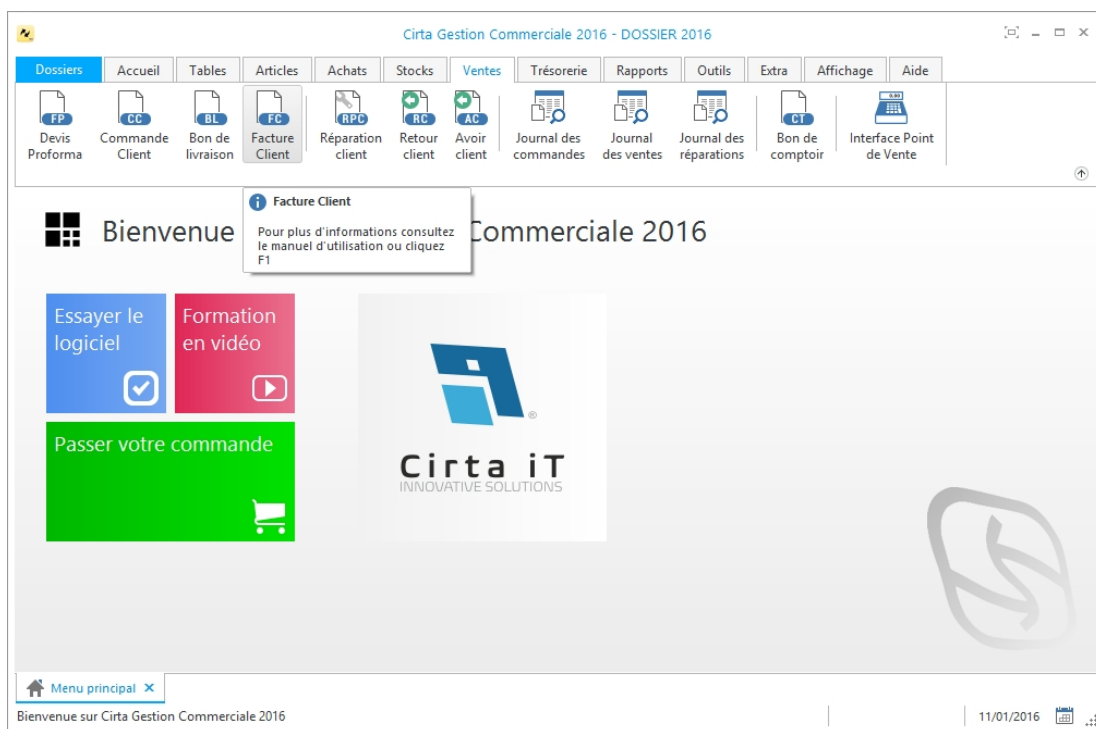 Cirta Gestion Commerciale 2016 - DOSSIER 2016
Dossiers Accueil Tables Articles Achats Stocks Ventes Trésorerie Rapports Outils Extra Affichage Aide
FP CC BL FC RPC RC AC CT 0.00
Devis Commande Bon de Facture Réparation Retour Avoir Journal des Journal Journal des Bon de Interface Point
Proforma Client livraison Client client client client commandes des ventes réparations comptoir de Vente
Facture Client
Pour plus d'informations consultez
le manuel d'utilisation ou cliquez
F1
Bienvenue Commerciale 2016
Essayer le
logiciel
Formation
en vidéo
Passer votre commande
®
Cirta iT
INNOVATIVE SOLUTIONS
Menu principal
Bienvenue sur Cirta Gestion Commerciale 2016 11/01/2016